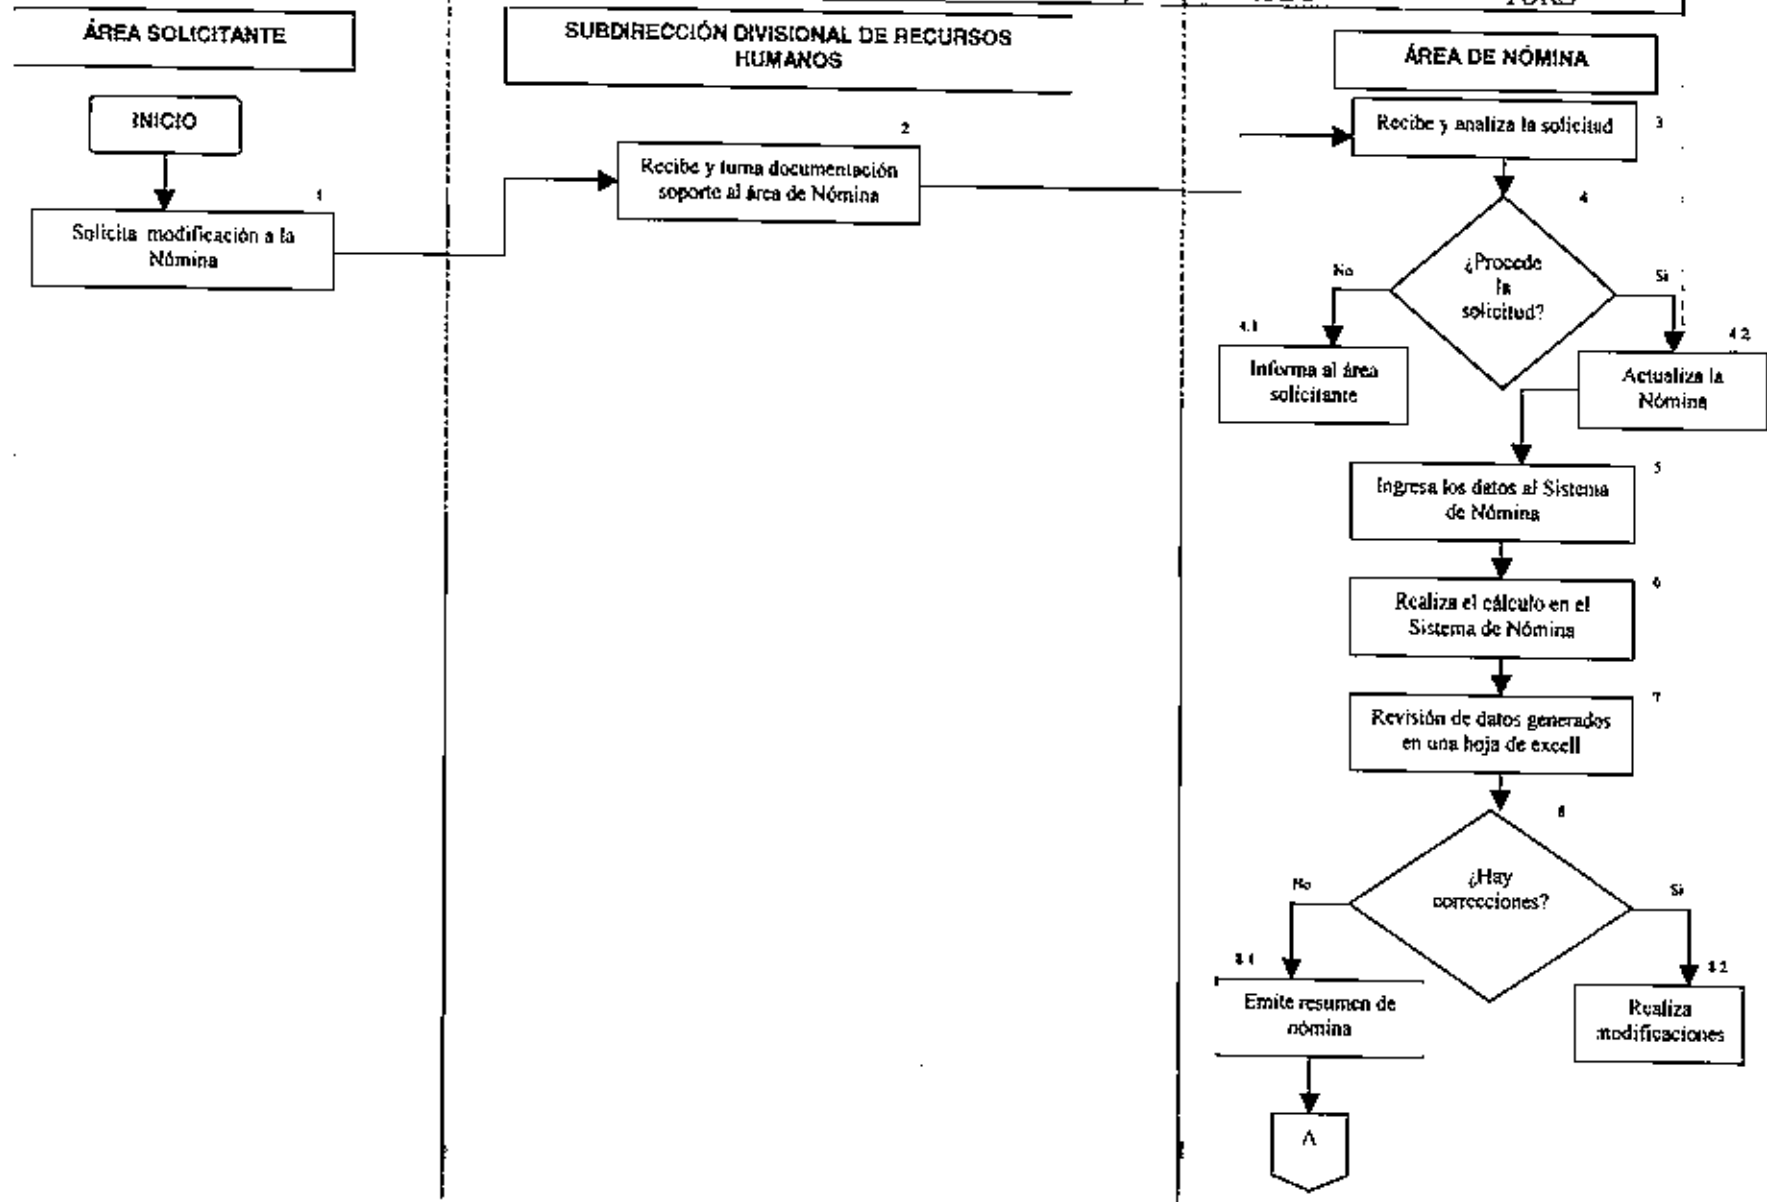 ÁREA SOLICITANTE
SUBDIRECCIÓN DIVISIONAL DE RECURSOS
HUMANOS
ÁREA DE NÓMINA
INICIO
1
Solicita modificación a la
Nómina
2
Recibe y turna documentación
soporte al área de Nómina
Recibe y analiza la solicitud
3
4
¿Procede
la
solicitud?
No
Si
4.1
Informa al área
solicitante
4.2
Actualiza la
Nómina
5
Ingresa los datos al Sistema
de Nómina
6
Realiza el cálculo en el
Sistema de Nómina
7
Revisión de datos generados
en una hoja de excell
8
¿Hay
correcciones?
No
Si
8.1
Emite resumen de
nómina
8.2
Realiza
modificaciones
A